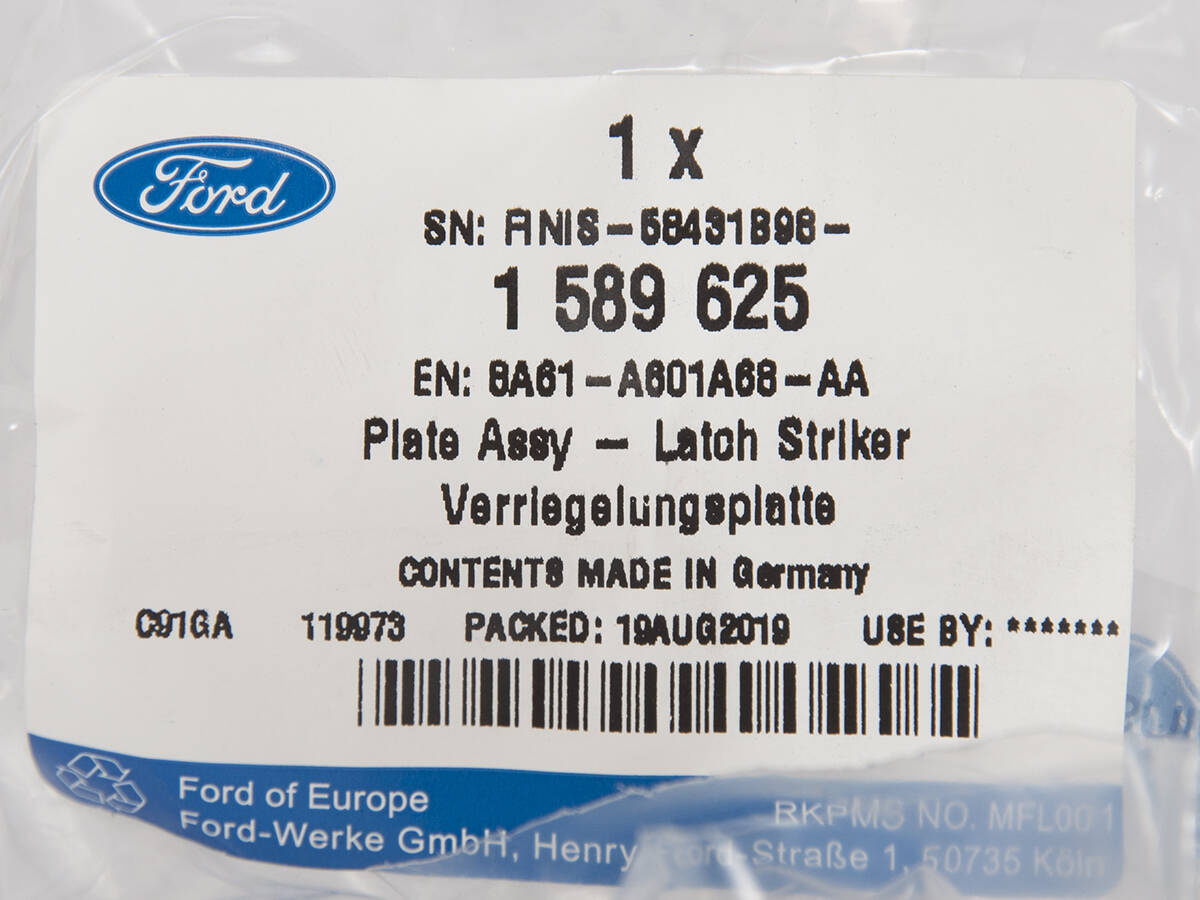 Ford
1 x
SN: FINIS-56431B96-
1 589 625
EN: 8A61-A601A68-AA
Plate Assy - Latch Striker
Verriegelungsplatte
CONTENTS MADE IN Germany
C91GA 119973 PACKED: 19AUG2019 USE BY: *******
Ford of Europe
RKPMS NO. MFL001
Ford-Werke GmbH, Henry-Ford-Straße 1, 50735 Köln